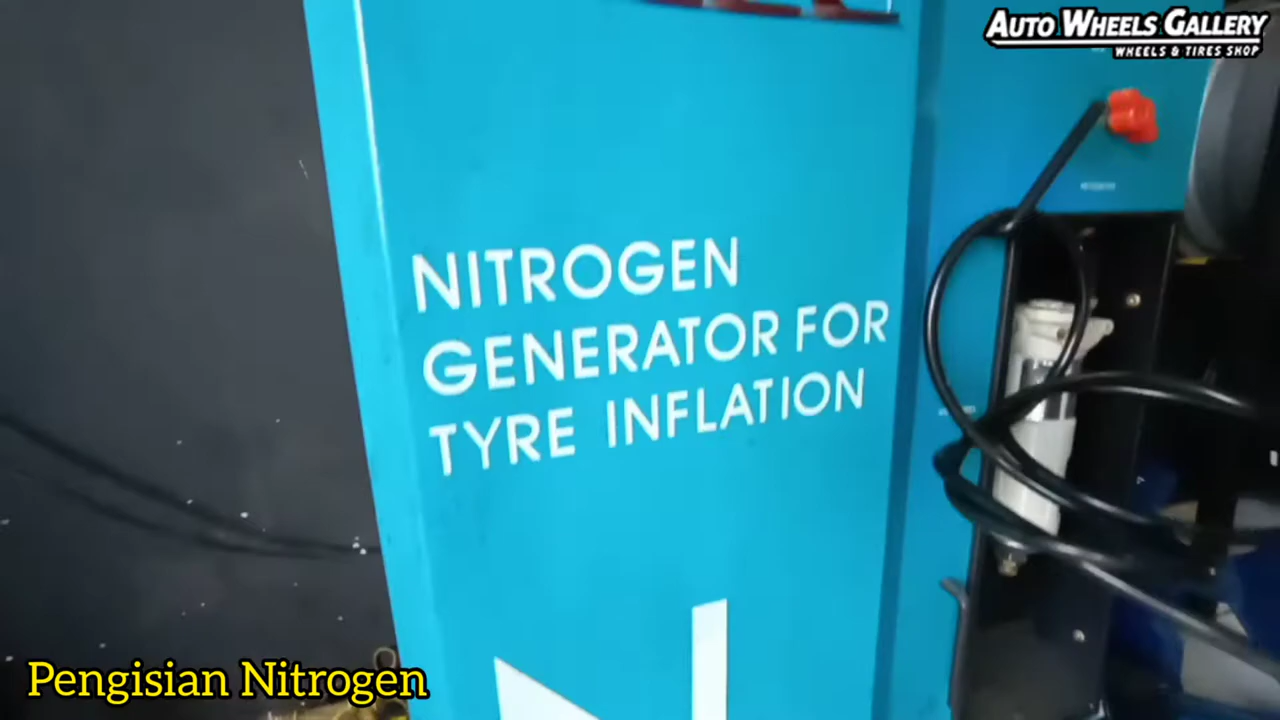 AUTO WHEELS GALLERY
WHEELS & TIRES SHOP
NITROGEN
GENERATOR FOR
TYRE INFLATION
N
Pengisian Nitrogen